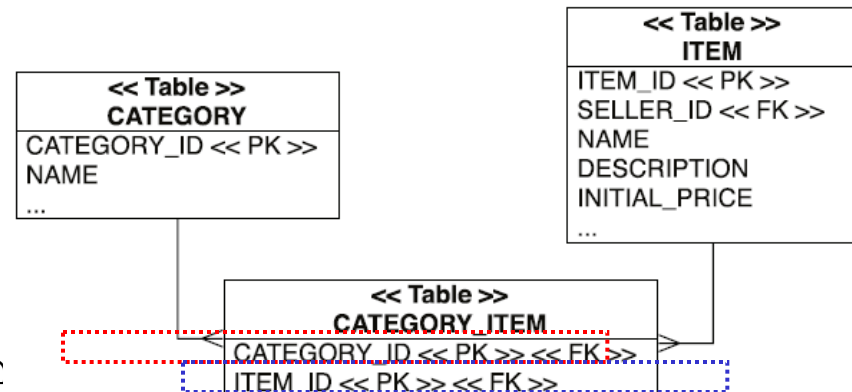 << Table >>
ITEM
ITEM_ID << PK >>
SELLER_ID << FK >>
NAME
DESCRIPTION
INITIAL_PRICE
...
<< Table >>
CATEGORY
CATEGORY_ID << PK >>
NAME
...
<< Table >>
CATEGORY_ITEM
CATEGORY_ID << PK >> << FK >>
ITEM_ID << PK >> << FK >>